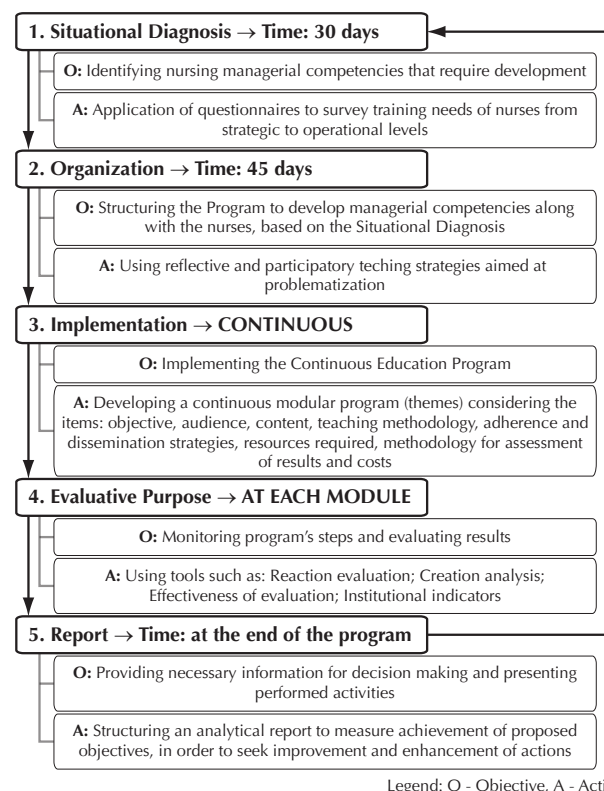 1. Situational Diagnosis → Time: 30 days
O: Identifying nursing managerial competencies that require development
A: Application of questionnaires to survey training needs of nurses from
strategic to operational levels
2. Organization → Time: 45 days
O: Structuring the Program to develop managerial competencies along
with the nurses, based on the Situational Diagnosis
A: Using reflective and participatory teching strategies aimed at
problematization
3. Implementation → CONTINUOUS
O: Implementing the Continuous Education Program
A: Developing a continuous modular program (themes) considering the
items: objective, audience, content, teaching methodology, adherence and
dissemination strategies, resources required, methodology for assessment
of results and costs
4. Evaluative Purpose → AT EACH MODULE
O: Monitoring program's steps and evaluating results
A: Using tools such as: Reaction evaluation; Creation analysis;
Effectiveness of evaluation; Institutional indicators
5. Report → Time: at the end of the program
O: Providing necessary information for decision making and presenting
performed activities
A: Structuring an analytical report to measure achievement of proposed
objectives, in order to seek improvement and enhancement of actions
Legend: O - Objective, A - Acti